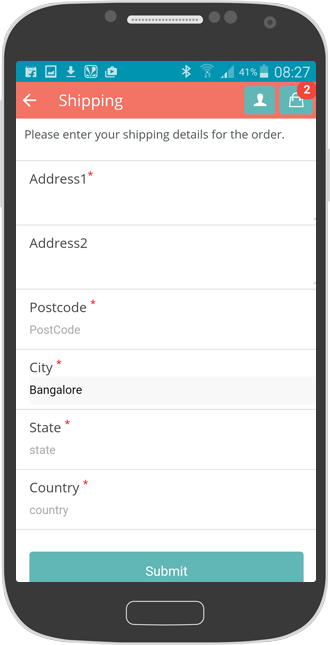 41% 08:27
Shipping 2
Please enter your shipping details for the order.
Address1*
Address2
Postcode *
PostCode
City *
Bangalore
State *
state
Country *
country
Submit